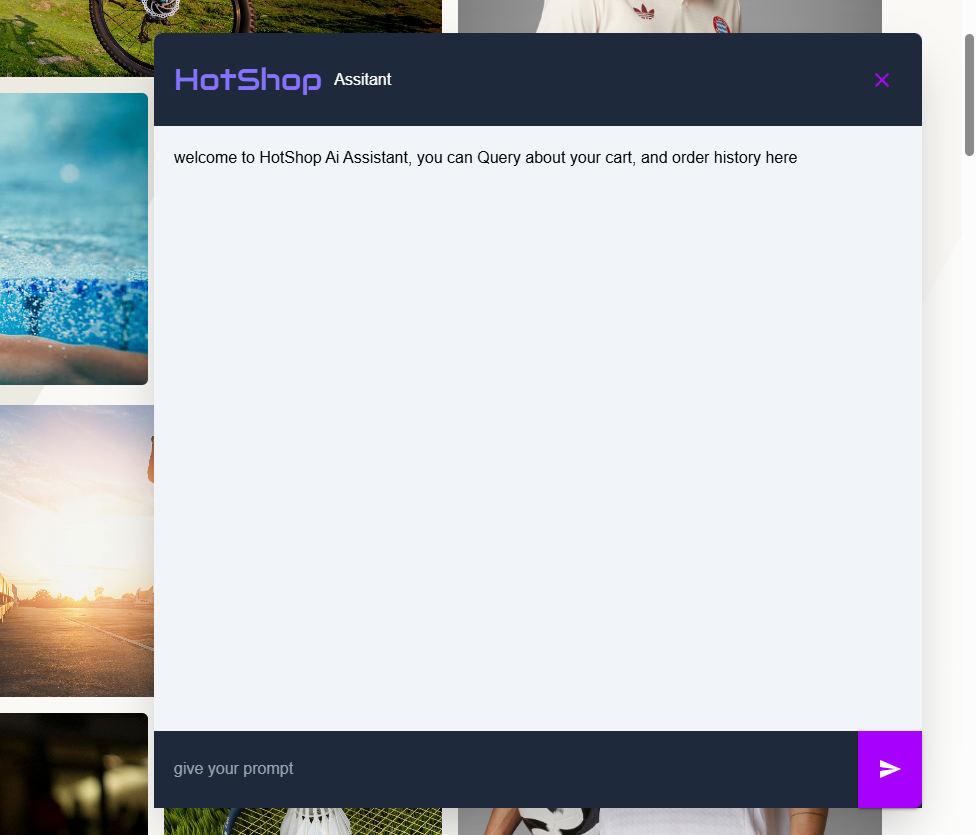 HotShop Assitant
welcome to HotShop Ai Assistant, you can Query about your cart, and order history here
give your prompt